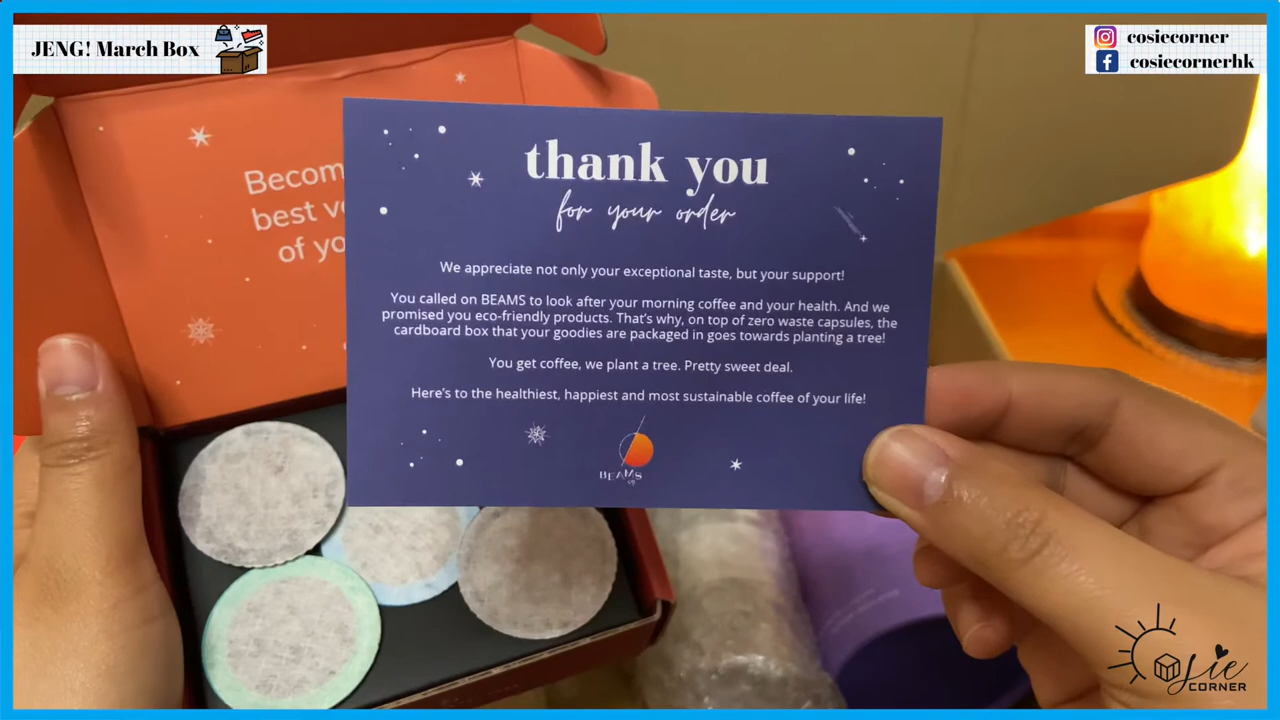 JENG! March Box
cosiecorner
cosiecornerhk
Becom
best
of
thank you
for your order
We appreciate not only your exceptional taste, but your support!
You called on BEAMS to look after your morning coffee and your health. And we
promised you eco-friendly products. That's why, on top of zero waste capsules, the
cardboard box that your goodies are packaged in goes towards planting a tree!
You get coffee, we plant a tree. Pretty sweet deal.
Here's to the healthiest, happiest and most sustainable coffee of your life!
BEAMS
UP
Cosie
CORNER